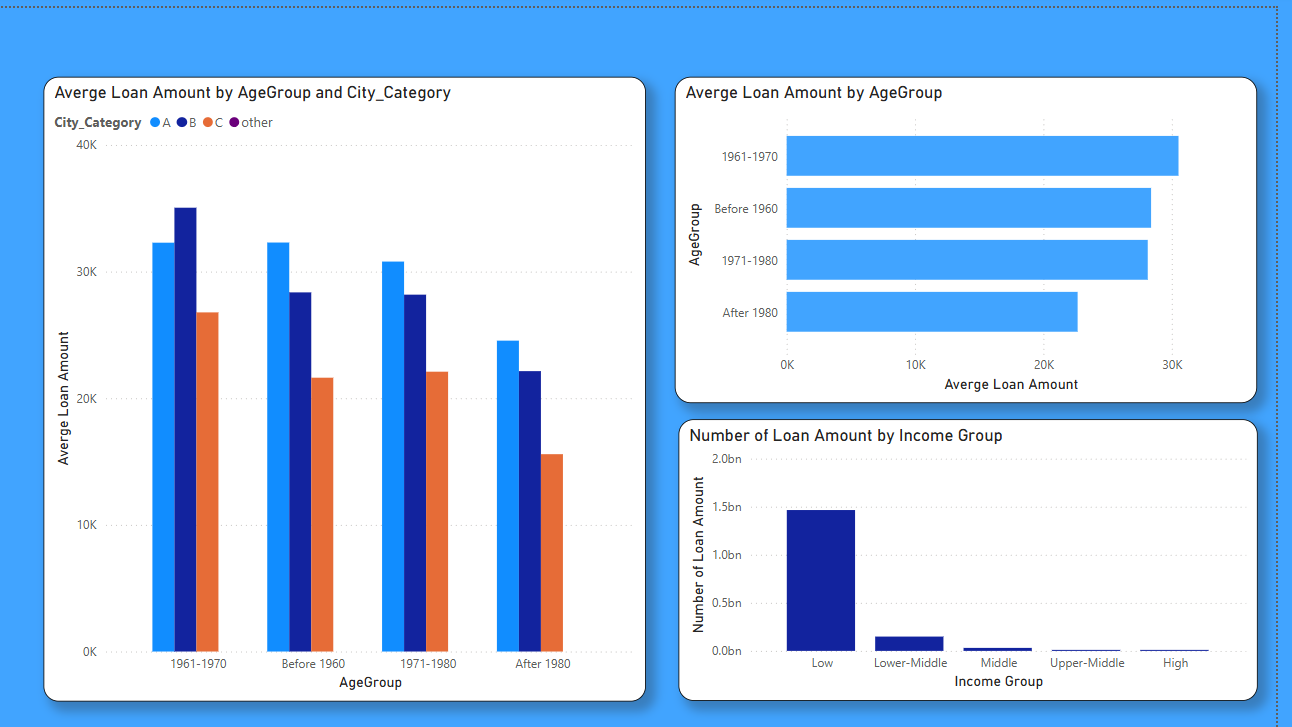 Averge Loan Amount by AgeGroup and City_Category
City_Category A B C other
40K
30K
20K
10K
0K
Averge Loan Amount
1961-1970 Before 1960 1971-1980 After 1980
AgeGroup
Averge Loan Amount by AgeGroup
AgeGroup
1961-1970
Before 1960
1971-1980
After 1980
0K 10K 20K 30K
Averge Loan Amount
Number of Loan Amount by Income Group
Number of Loan Amount
2.0bn
1.5bn
1.0bn
0.5bn
0.0bn
Low Lower-Middle Middle Upper-Middle High
Income Group